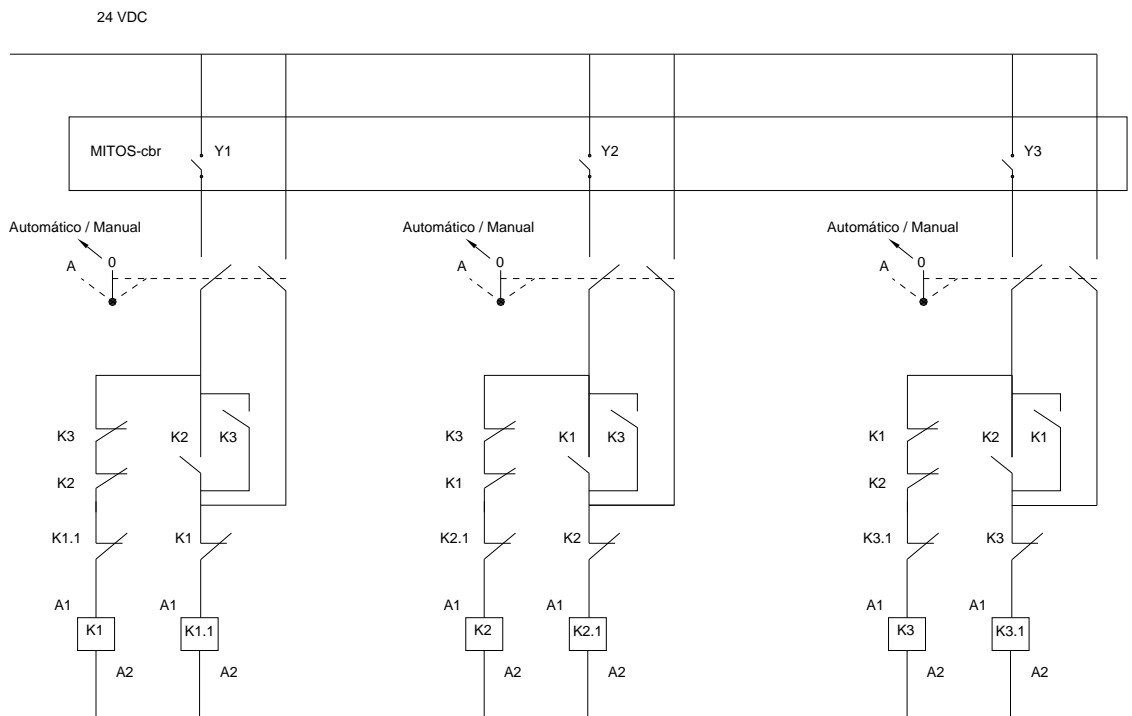 24 VDC
MITOS-cbr Y1 Y2 Y3
Automático / Manual Automático / Manual Automático / Manual
A 0 A 0 A 0
K3 K2 K3 K3 K1 K3 K1 K2 K1
K2 K1 K2
K1.1 K1 K2.1 K2 K3.1 K3
A1 A1 A1 A1 A1 A1
K1 K1.1 K2 K2.1 K3 K3.1
A2 A2 A2 A2 A2 A2